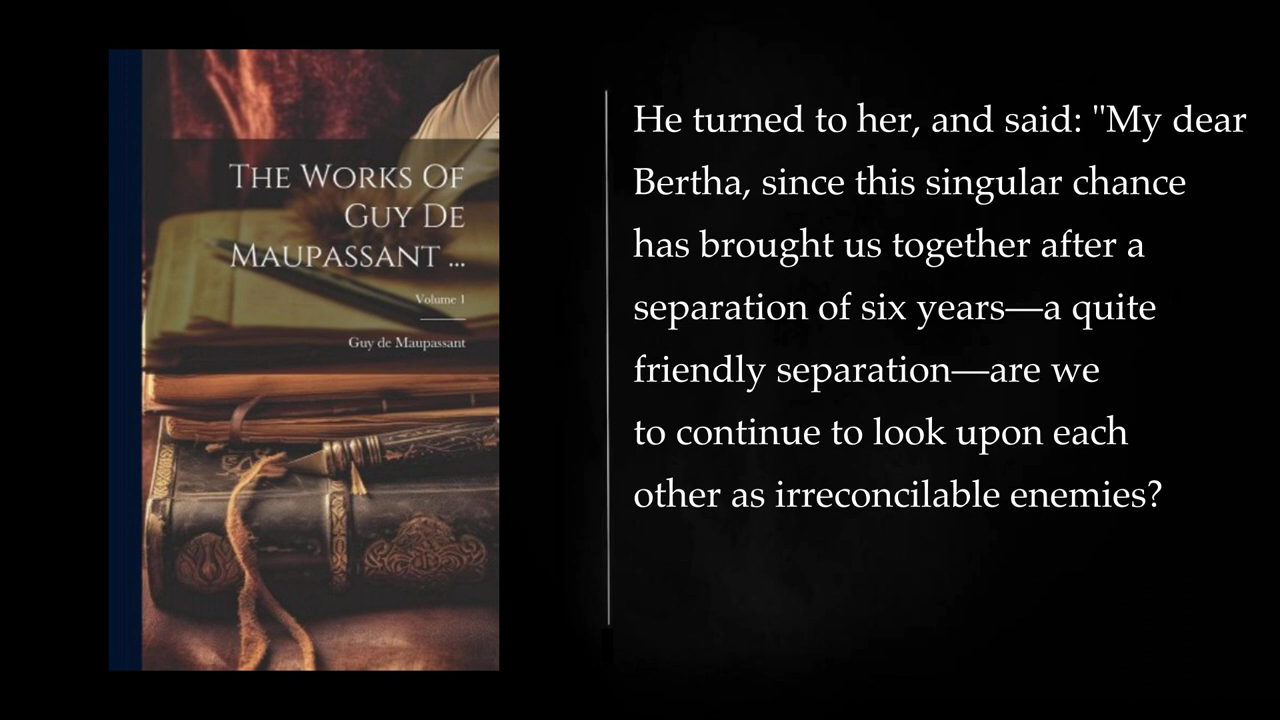 The Works Of
Guy De
Maupassant ...
Volume 1
Guy de Maupassant
He turned to her, and said: "My dear
Bertha, since this singular chance
has brought us together after a
separation of six years—a quite
friendly separation—are we
to continue to look upon each
other as irreconcilable enemies?